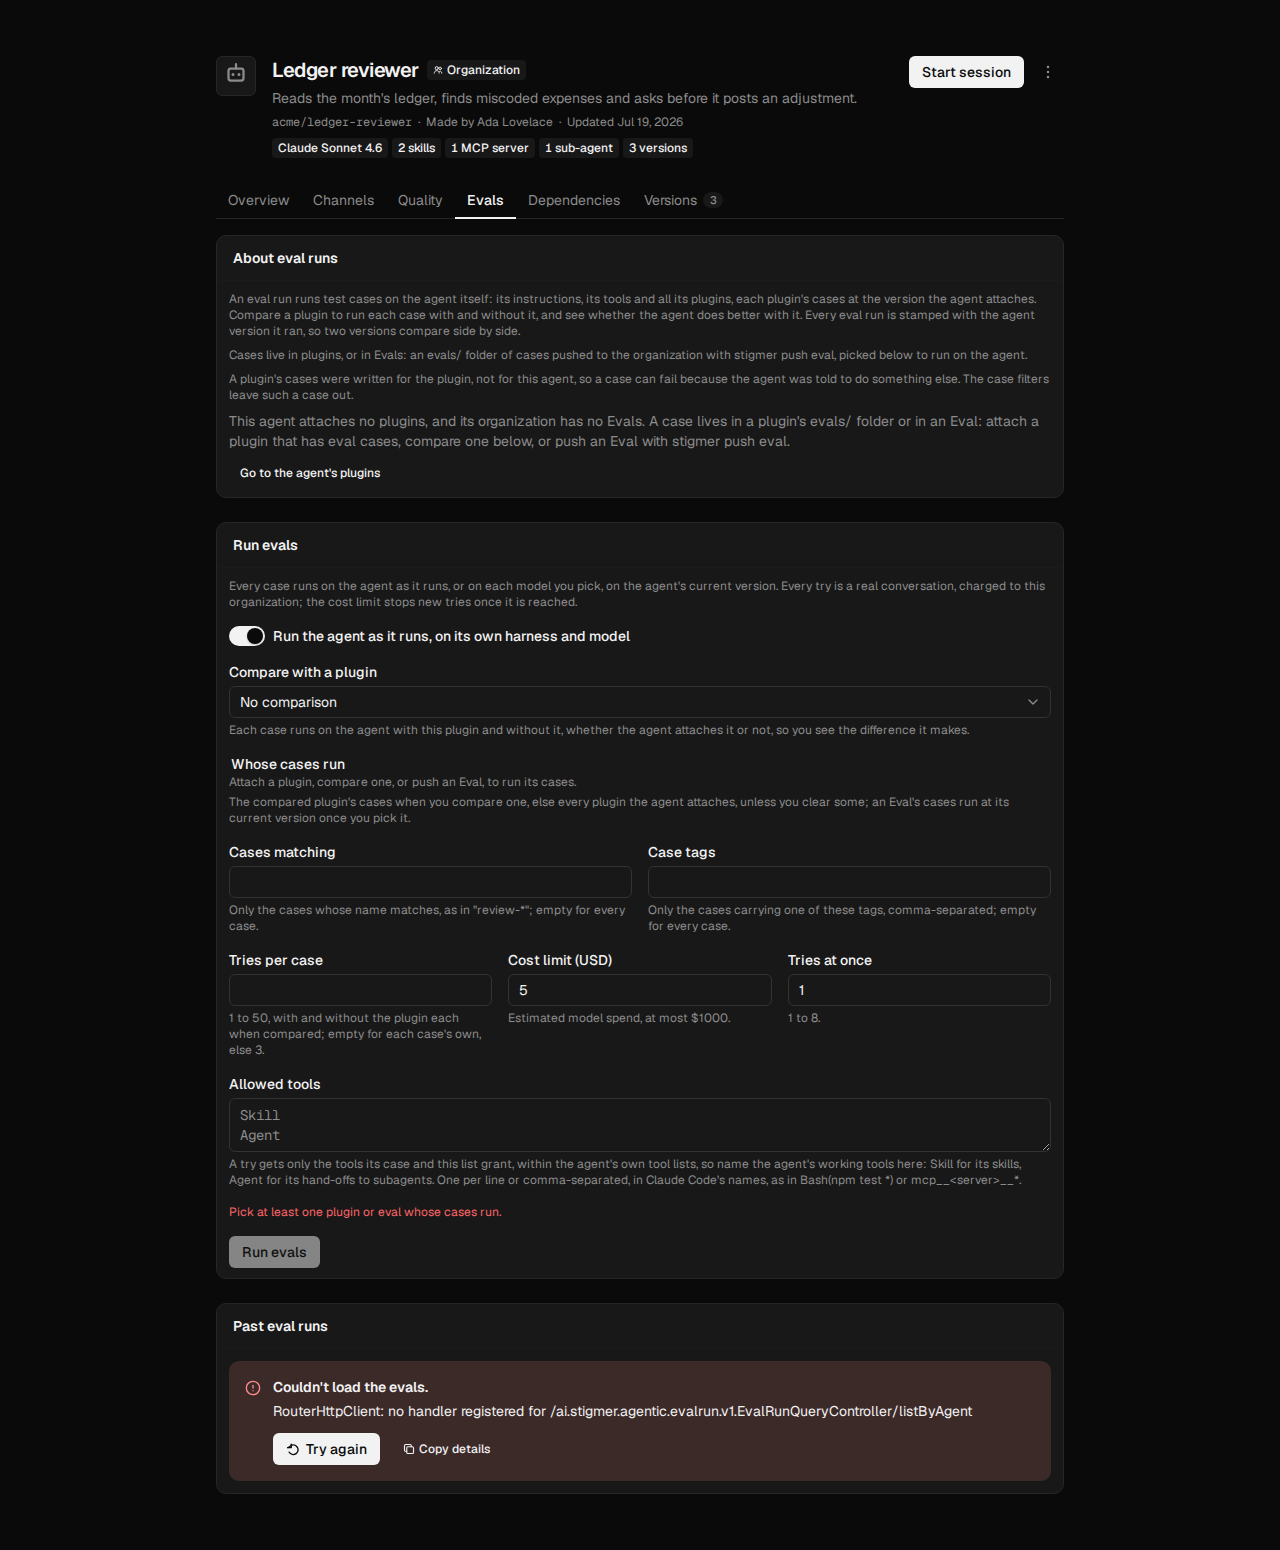 Ledger reviewer
Organization
Start session
Reads the month's ledger, finds miscoded expenses and asks before it posts an adjustment.
acme/ledger-reviewer · Made by Ada Lovelace · Updated Jul 19, 2026
Claude Sonnet 4.6
2 skills
1 MCP server
1 sub-agent
3 versions
Overview
Channels
Quality
Evals
Dependencies
Versions 3
About eval runs
An eval run runs test cases on the agent itself: its instructions, its tools and all its plugins, each plugin's cases at the version the agent attaches.
Compare a plugin to run each case with and without it, and see whether the agent does better with it. Every eval run is stamped with the agent
version it ran, so two versions compare side by side.
Cases live in plugins, or in Evals: an evals/ folder of cases pushed to the organization with stigmer push eval, picked below to run on the agent.
A plugin's cases were written for the plugin, not for this agent, so a case can fail because the agent was told to do something else. The case filters
leave such a case out.
This agent attaches no plugins, and its organization has no Evals. A case lives in a plugin's evals/ folder or in an Eval: attach a
plugin that has eval cases, compare one below, or push an Eval with stigmer push eval.
Go to the agent's plugins
Run evals
Every case runs on the agent as it runs, or on each model you pick, on the agent's current version. Every try is a real conversation, charged to this
organization; the cost limit stops new tries once it is reached.
Run the agent as it runs, on its own harness and model
Compare with a plugin
No comparison
Each case runs on the agent with this plugin and without it, whether the agent attaches it or not, so you see the difference it makes.
Whose cases run
Attach a plugin, compare one, or push an Eval, to run its cases.
The compared plugin's cases when you compare one, else every plugin the agent attaches, unless you clear some; an Eval's cases run at its
current version once you pick it.
Cases matching
Only the cases whose name matches, as in "review-*"; empty for every
case.
Case tags
Only the cases carrying one of these tags, comma-separated; empty
for every case.
Tries per case
1 to 50, with and without the plugin each
when compared; empty for each case's own,
else 3.
Cost limit (USD)
5
Estimated model spend, at most $1000.
Tries at once
1
1 to 8.
Allowed tools
Skill
Agent
A try gets only the tools its case and this list grant, within the agent's own tool lists, so name the agent's working tools here: Skill for its skills,
Agent for its hand-offs to subagents. One per line or comma-separated, in Claude Code's names, as in Bash(npm test *) or mcp__<server>__*.
Pick at least one plugin or eval whose cases run.
Run evals
Past eval runs
Couldn't load the evals.
RouterHttpClient: no handler registered for /ai.stigmer.agentic.evalrun.v1.EvalRunQueryController/listByAgent
Try again
Copy details